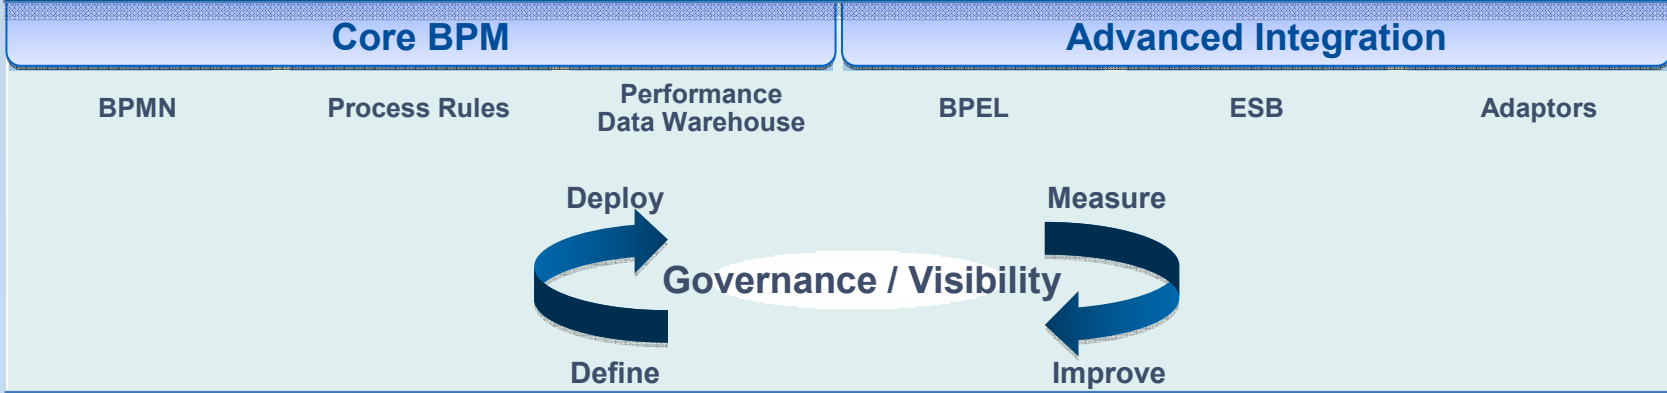 Core BPM
Advanced Integration
BPMN
Process Rules
Performance
Data Warehouse
BPEL
ESB
Adaptors
Deploy
Measure
Governance / Visibility
Define
Improve